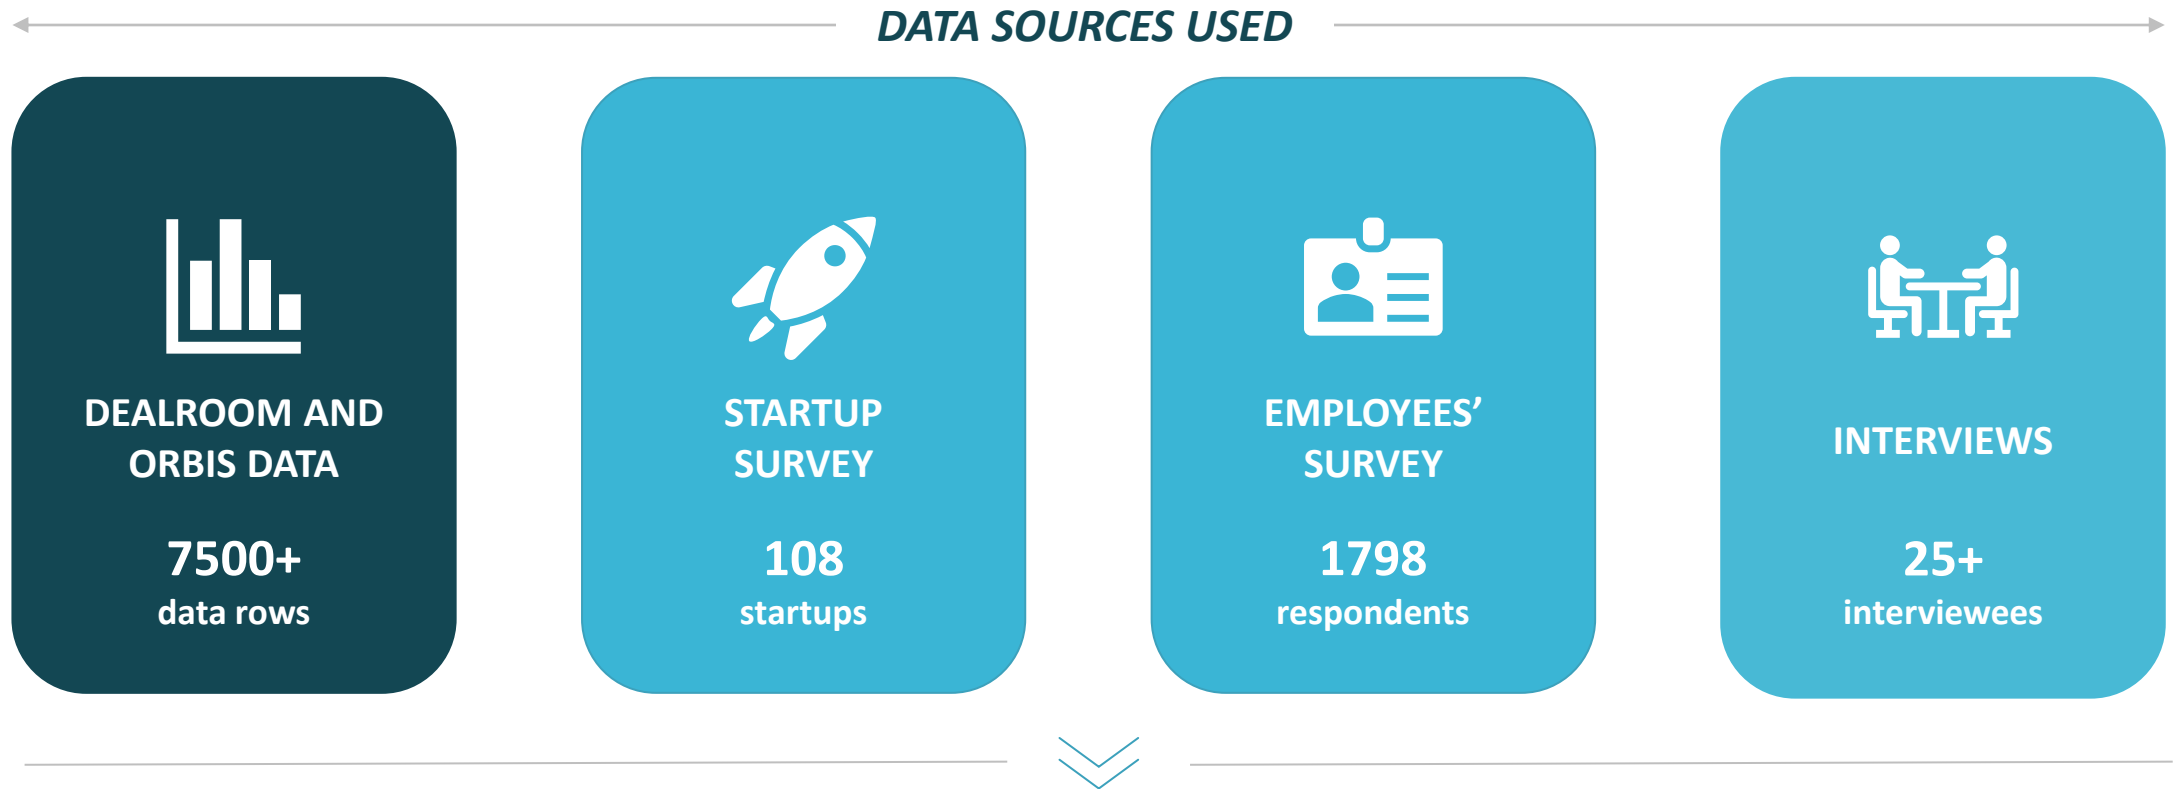 DATA SOURCES USED
DEALROOM AND
ORBIS DATA
7500+
data rows
STARTUP
SURVEY
108
startups
EMPLOYEES’
SURVEY
1798
respondents
INTERVIEWS
25+
interviewees